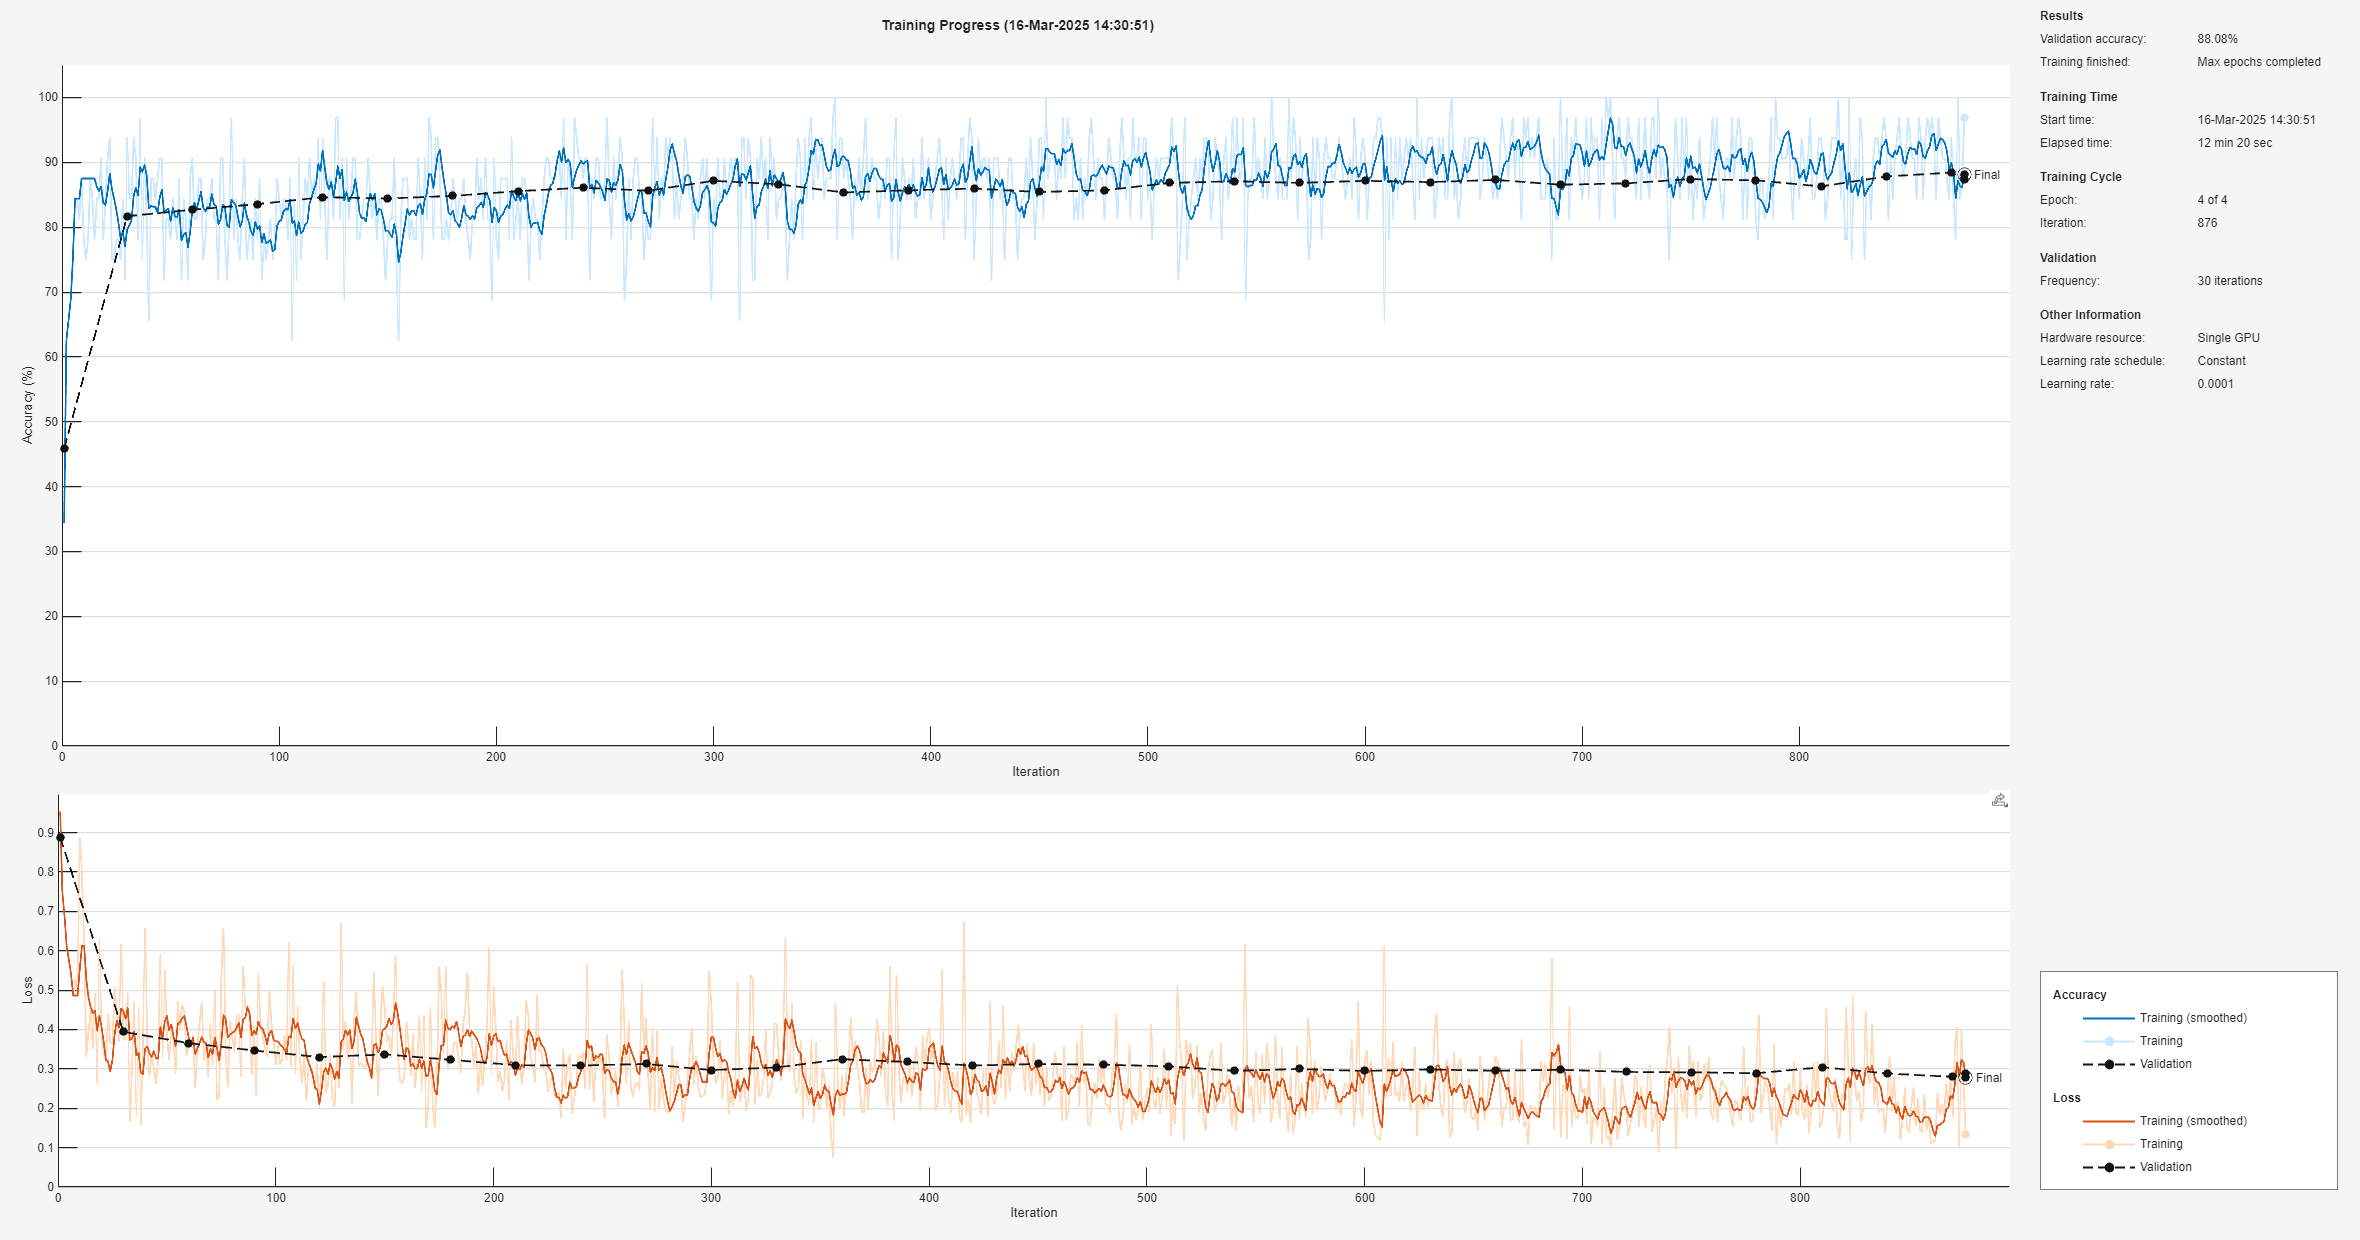 Training Progress (16-Mar-2025 14:30:51)
100
90
80
70
60
50
40
30
20
10
0
Accuracy (%)
0 100 200 300 400 500 600 700 800
Iteration
Final
0.9
0.8
0.7
0.6
0.5
0.4
0.3
0.2
0.1
0
Loss
0 100 200 300 400 500 600 700 800
Iteration
Final
Results
Validation accuracy: 88.08%
Training finished: Max epochs completed
Training Time
Start time: 16-Mar-2025 14:30:51
Elapsed time: 12 min 20 sec
Training Cycle
Epoch: 4 of 4
Iteration: 876
Validation
Frequency: 30 iterations
Other Information
Hardware resource: Single GPU
Learning rate schedule: Constant
Learning rate: 0.0001
Accuracy
Training (smoothed)
Training
Validation
Loss
Training (smoothed)
Training
Validation